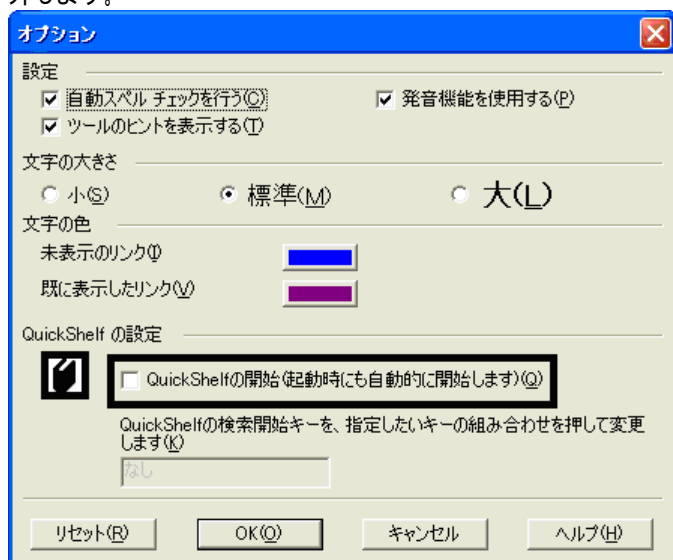 外します。
オプション
設定
自動スペル チェックを行う(C) 発音機能を使用する(P)
ツールのヒントを表示する(T)
文字の大きさ
小(S) 標準(M) 大(L)
文字の色
未表示のリンク(I)
既に表示したリンク(V)
QuickShelf の設定
QuickShelfの開始(起動時にも自動的に開始します)(Q)
QuickShelfの検索開始キーを、指定したいキーの組み合わせを押して変更
します(K)
なし
リセット(R) OK(O) キャンセル ヘルプ(H)